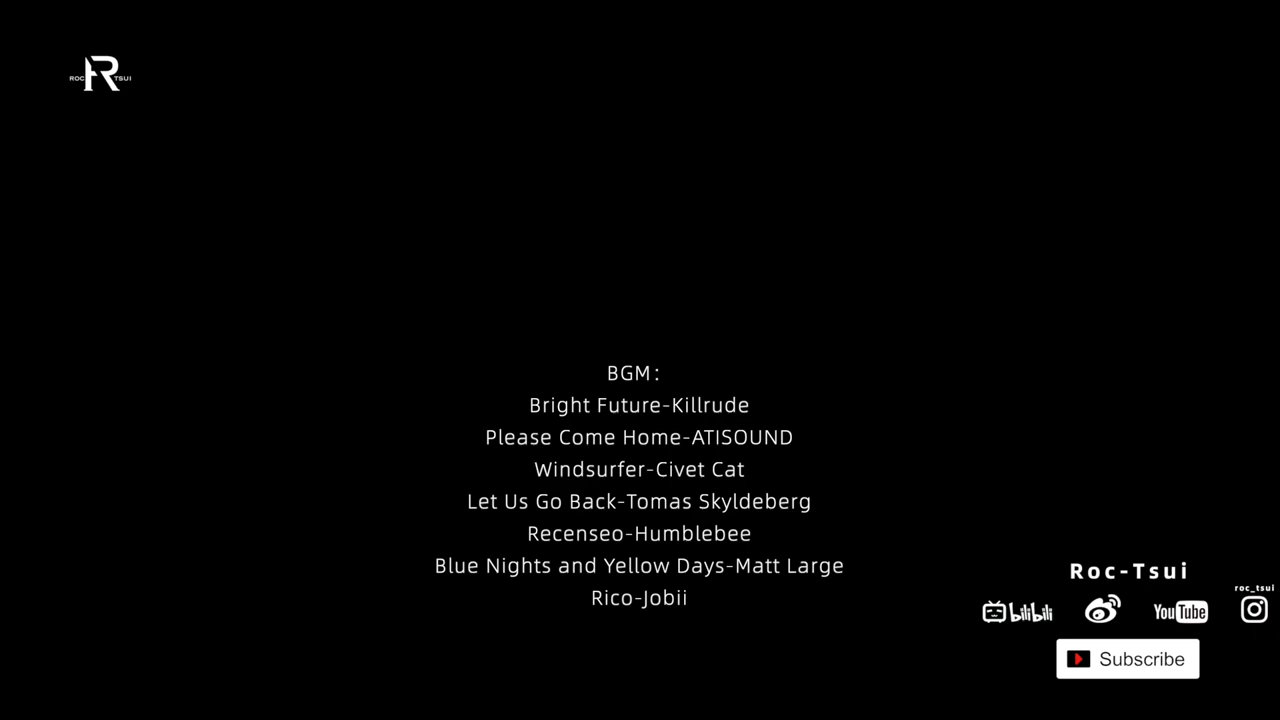 ROC R TSUI
BGM：
Bright Future-Killrude
Please Come Home-ATISOUND
Windsurfer-Civet Cat
Let Us Go Back-Tomas Skyldeberg
Recenseo-Humblebee
Blue Nights and Yellow Days-Matt Large
Rico-Jobii
Roc-Tsui
roc_tsui
bilibili YouTube
Subscribe